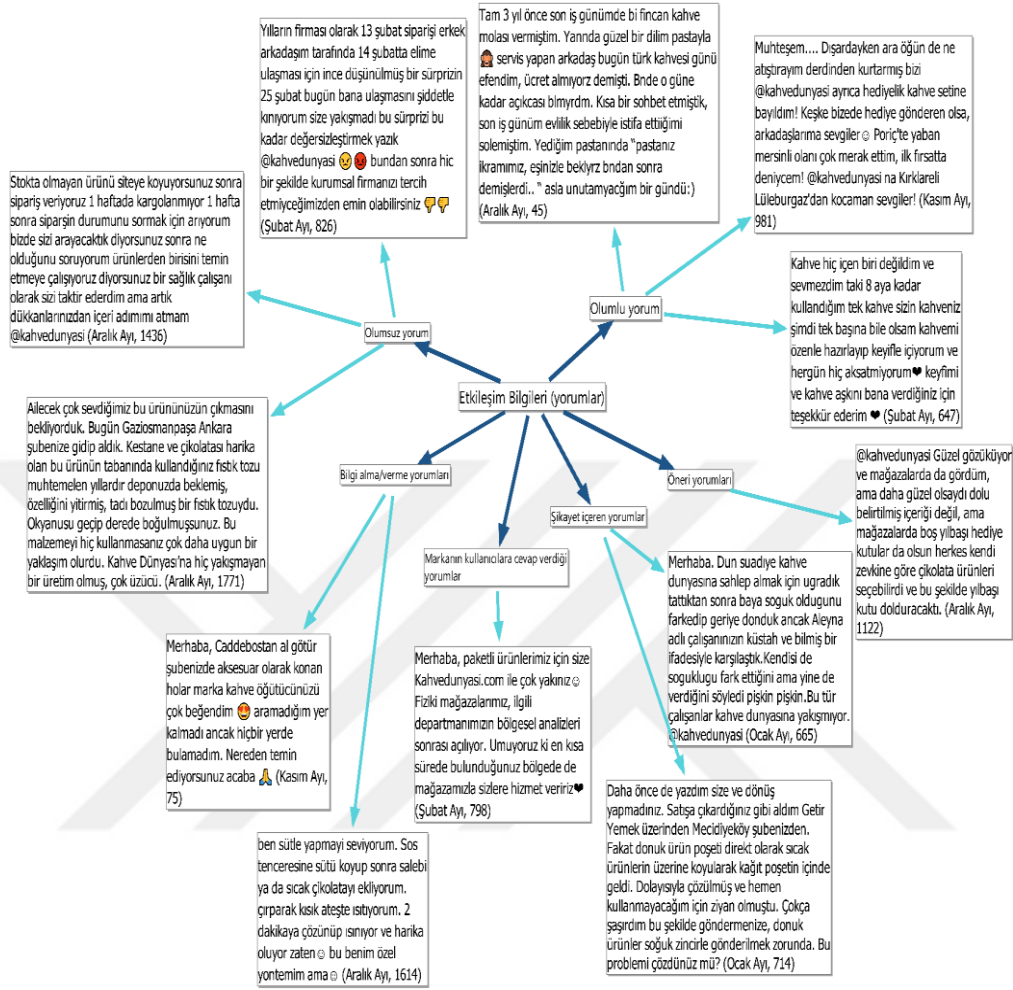 Yılların firması olarak 13 şubat siparişi erkek
arkadaşım tarafında 14 şubatta elime
ulaşması için ince düşünülmüş bir sürprizin
25 şubat bugün bana ulaşmasını şiddetle
kınıyorum size yakışmadı bu sürprizi bu
kadar değersizleştirmek yazık
@kahvedunyasi 😠😡 bundan sonra hic
bir şekilde kurumsal firmanızı tercih
etmiyceğimizden emin olabilirsiniz 👎👎
(Şubat Ayı, 826)
Tam 3 yıl önce son iş günümde bi fincan kahve
molası vermiştim. Yannda güzel bir dilim pastayla
🙈 servis yapan arkadaş bugün türk kahvesi günü
efendim, ücret almıyorz demişti. Bnde o güne
kadar açıkcası blmyrdm. Kısa bir sohbet etmiştik,
son iş günüm evlilik sebebiyle istifa ettiiğimi
solemiştim. Yediğim pastanında “pastanız
ikramımız, eşinizle beklyrz bndan sonra
demişlerdi.. “ asla unutamyacğım bir gündü:)
(Aralık Ayı, 45)
Muhteşem.... Dışardayken ara öğün de ne
atıştırayım derdinden kurtarmış bizi
@kahvedunyasi ayrıca hediyelik kahve setine
bayıldım! Keşke bizede hediye gönderen olsa,
arkadaşlarıma sevgiler☺ Poriç'te yaban
mersinli olanı çok merak ettim, ilk fırsatta
deniycem! @kahvedunyasi na Kırklareli
Lüleburgaz'dan kocaman sevgiler! (Kasım Ayı,
981)
Stokta olmayan ürünü siteye koyuyorsunuz sonra
sipariş veriyoruz 1 haftada kargolanmıyor 1 hafta
sonra siparşin durumunu sormak için arıyorum
bizde sizi arayacaktık diyorsunuz sonra ne
olduğunu soruyorum ürünlerden birisini temin
etmeye çalışıyoruz diyorsunuz bir sağlık çalışanı
olarak sizi taktir ederdim ama artık
dükkanlarınızdan içeri adımımı atmam
@kahvedunyasi (Aralık Ayı, 1436)
Kahve hiç içen biri değildim ve
sevmezdim taki 8 aya kadar
kullandığım tek kahve sizin kahveniz
şimdi tek başına bile olsam kahvemi
özenle hazırlayıp keyifle içiyorum ve
hergün hiç aksatmiyorum❤ keyfimi
ve kahve aşkını bana verdiğiniz için
teşekkür ederim ❤ (Şubat Ayı, 647)
Olumlu yorum
Olumsuz yorum
Etkileşim Bilgileri (yorumlar)
Ailecek çok sevdiğimiz bu ürününüzün çıkmasını
bekliyorduk. Bugün Gaziosmanpaşa Ankara
şubenize gidip aldık. Kestane ve çikolatası harika
olan bu ürünün tabanında kullandığınız fıstık tozu
muhtemelen yıllardır deponuzda beklemiş,
özelliğini yitirmiş, tadı bozulmuş bir fıstık tozuydu.
Okyanusu geçip derede boğulmuşsunuz. Bu
malzemeyi hiç kullanmasanız çok daha uygun bir
yaklaşım olurdu. Kahve Dünyası’na hiç yakışmayan
bir üretim olmuş, çok üzücü. (Aralık Ayı, 1771)
Bilgi alma/verme yorumları
Öneri yorumları
Şikayet içeren yorumlar
Markanın kullanıcılara cevap verdiği
yorumlar
@kahvedunyasi Güzel gözüküyor
ve mağazalarda da gördüm,
ama daha güzel olsaydı dolu
belirtilmiş içeriği değil, ama
mağazalarda boş yılbaşı hediye
kutular da olsun herkes kendi
zevkine göre çikolata ürünleri
seçebilirdi ve bu şekilde yılbaşı
kutu dolduracaktı. (Aralık Ayı,
1122)
Merhaba. Dun suadiye kahve
dunyasına sahlep almak için ugradık
tattıktan sonra baya soguk oldugunu
farkedip geriye donduk ancak Aleyna
adlı çalışanınızın küstah ve bilmiş bir
ifadesiyle karşılaştık.Kendisi de
soguklugu fark ettiğini ama yine de
verdiğini söyledi pişkin pişkin.Bu tür
çalışanlar kahve dunyasına yakışmıyor.
@kahvedunyasi (Ocak Ayı, 665)
Merhaba, Caddebostan al götür
şubenizde aksesuar olarak konan
holar marka kahve öğütücünüzü
çok beğendim 😍 aramadığım yer
kalmadı ancak hiçbir yerde
bulamadım. Nereden temin
ediyorsunuz acaba 🙏 (Kasım Ayı,
75)
Merhaba, paketli ürünlerimiz için size
Kahvedunyasi.com ile çok yakınız☺
Fiziki mağazalarımız, ilgili
departmanımızın bölgesel analizleri
sonrası açılıyor. Umuyoruz ki en kısa
sürede bulunduğunuz bölgede de
mağazamızla sizlere hizmet veririz❤
(Şubat Ayı, 798)
Daha önce de yazdım size ve dönüş
yapmadınız. Satışa çıkardığınız gibi aldım Getir
Yemek üzerinden Mecidiyeköy şubenizden.
Fakat donuk ürün poşeti direkt olarak sıcak
ürünlerin üzerine koyularak kağıt poşetin içinde
geldi. Dolayısıyla çözülmüş ve hemen
kullanmayacağım için ziyan olmuştu. Çokça
şaşırdım bu şekilde göndermenize, donuk
ürünler soğuk zincirle gönderilmek zorunda. Bu
problemi çözdünüz mü? (Ocak Ayı, 714)
ben sütle yapmayi seviyorum. Sos
tenceresine sütü koyup sonra salebi
ya da sıcak çikolatayı ekliyorum.
çırparak kısık ateşte ısıtıyorum. 2
dakikaya çözünüp ısınıyor ve harika
oluyor zaten☺ bu benim özel
yontemim ama☺ (Aralık Ayı, 1614)